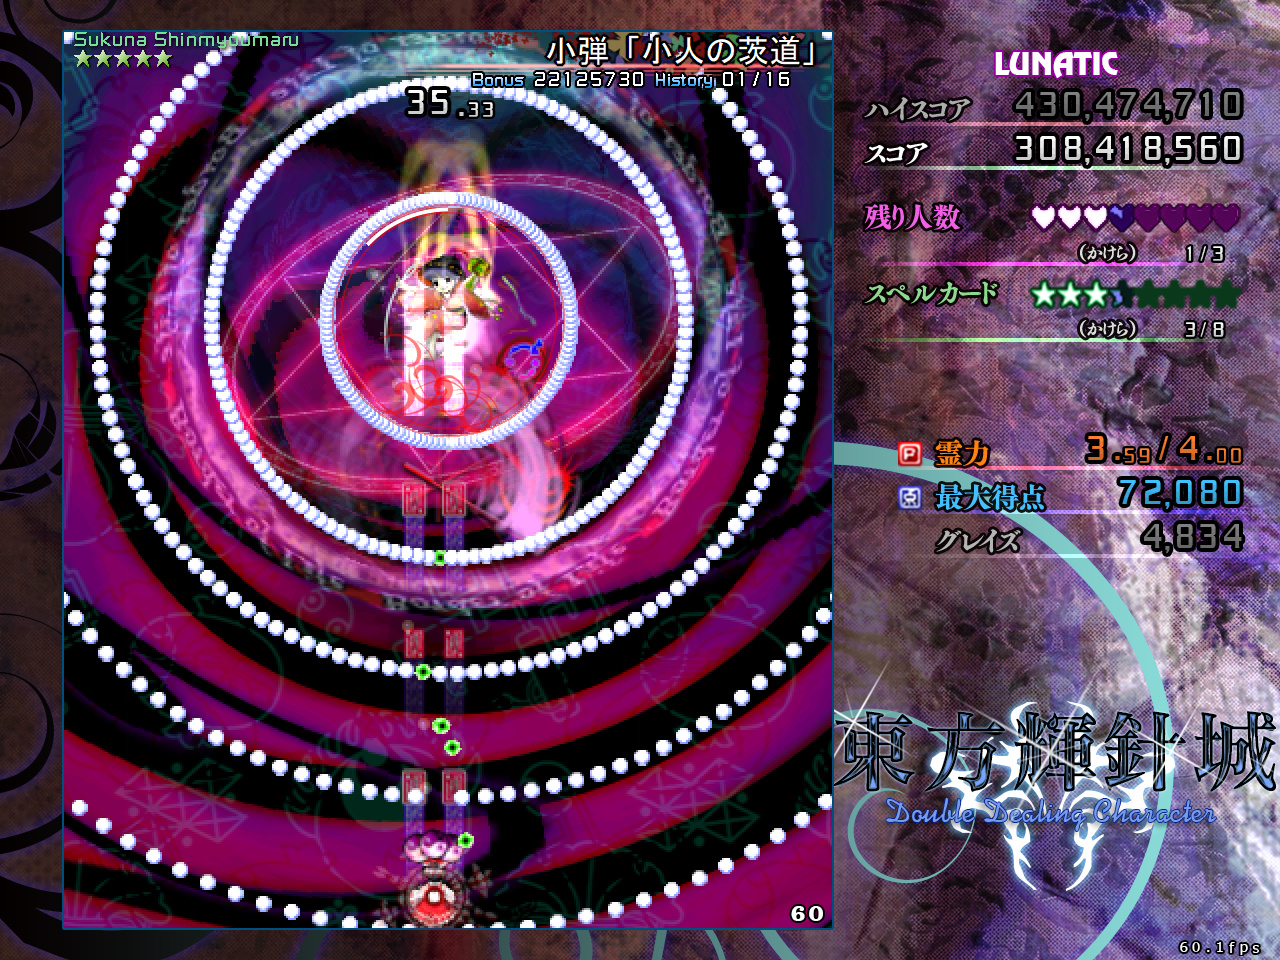 Sukuna Shinmyoumaru
小弾「小人の茨道」
Bonus 22125730 History 01/16
35.33
LUNATIC
ハイスコア 430,474,710
スコア 308,418,560
残り人数
(かけら) 1/3
スペルカード
(かけら) 3/8
P 霊力 3.59/4.00
最大得点 72,080
グレイズ 4,834
東方輝針城
Double Dealing Character
60
60.1fps